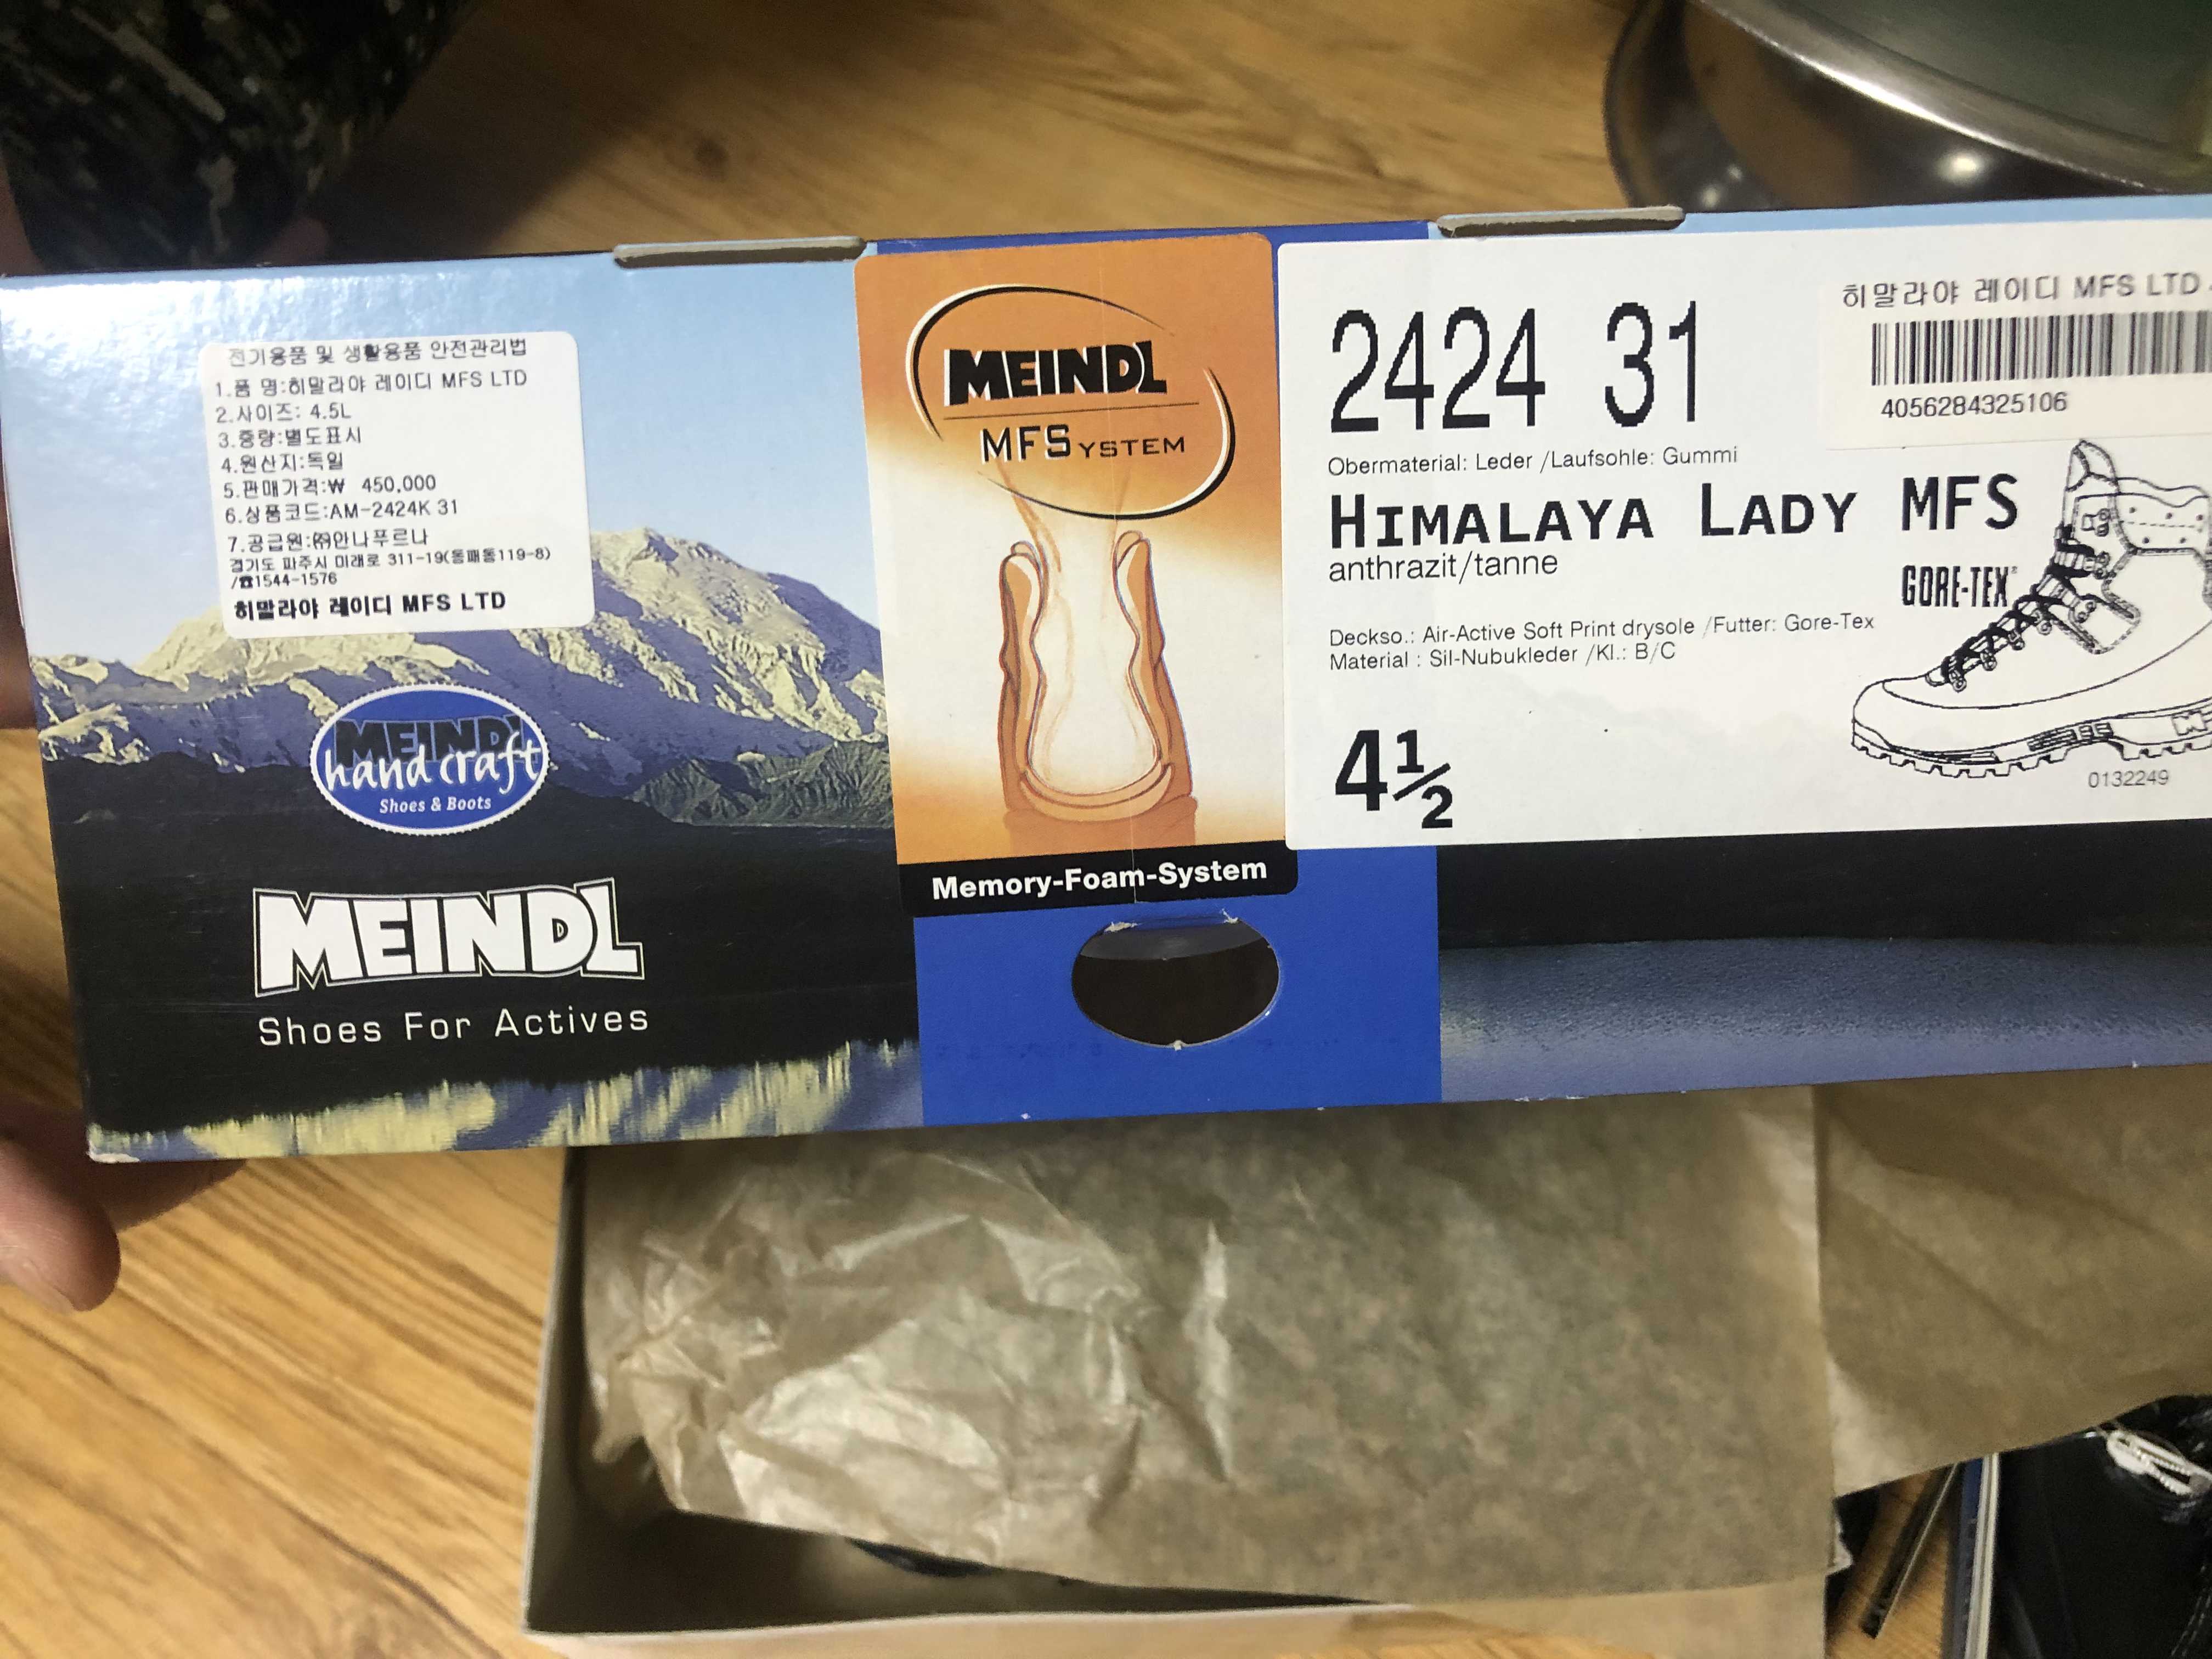 전기용품 및 생활용품 안전관리법
1.품 명:히말라야 레이디 MFS LTD
2.사이즈: 4.5L
3.중량:별도표시
4.원산지:독일
5.판매가격:₩ 450,000
6.상품코드:AM-2424K 31
7.공급원:㈜안나푸르나
경기도 파주시 미래로 311-19(동패동119-8)
/☎1544-1576
히말라야 레이디 MFS LTD
MEINDL
hand craft
Shoes & Boots
MEINDL
Shoes For Actives
MEINDL
MFSYSTEM
Memory-Foam-System
2424 31
히말라야 레이디 MFS LTD
4056284325106
Obermaterial: Leder /Laufsohle: Gummi
HIMALAYA LADY MFS
anthrazit/tanne
GORE-TEX
Deckso.: Air-Active Soft Print drysole /Futter: Gore-Tex
Material : Sil-Nubukleder /Kl.: B/C
4½
0132249